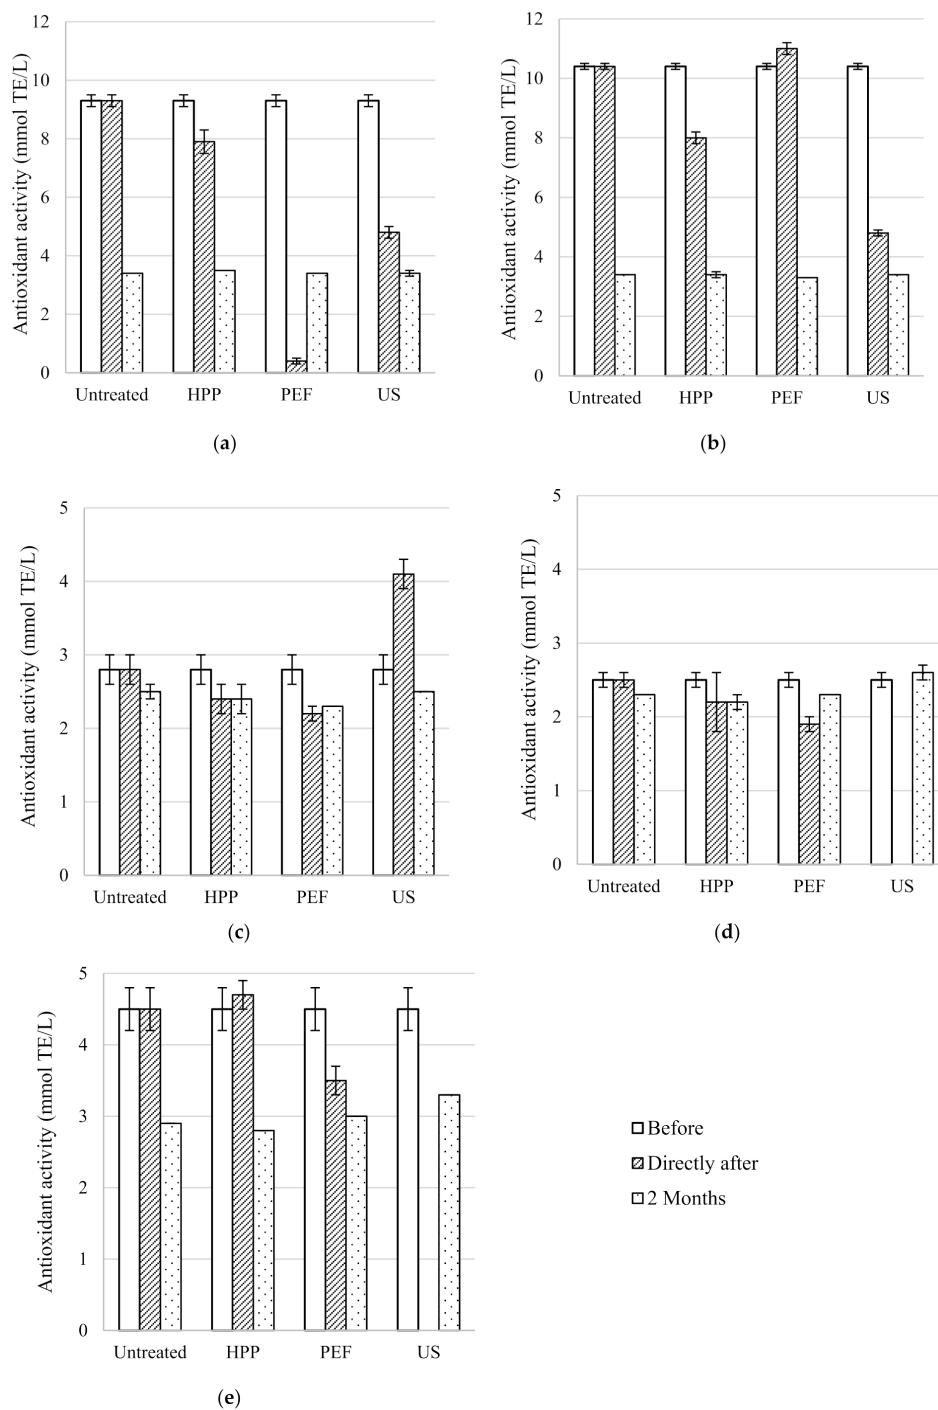 Antioxidant activity (mmol TE/L)
12
10
8
6
4
2
0
Untreated HPP PEF US
(a)
Antioxidant activity (mmol TE/L)
12
10
8
6
4
2
0
Untreated HPP PEF US
(b)
Antioxidant activity (mmol TE/L)
5
4
3
2
1
0
Untreated HPP PEF US
(c)
Antioxidant activity (mmol TE/L)
5
4
3
2
1
0
Untreated HPP PEF US
(d)
Antioxidant activity (mmol TE/L)
5
4
3
2
1
0
Untreated HPP PEF US
(e)
Before
Directly after
2 Months